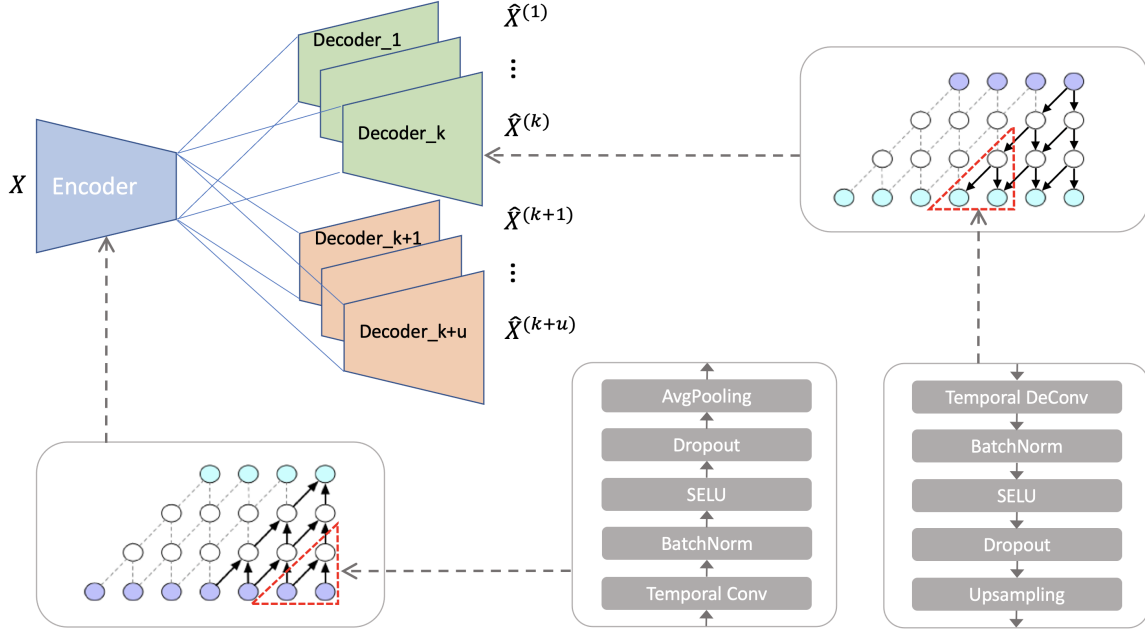 X̂^(1)
Decoder_1
⋮
X̂^(k)
Decoder_k
X
Encoder
X̂^(k+1)
Decoder_k+1
⋮
X̂^(k+u)
Decoder_k+u
AvgPooling
Dropout
SELU
BatchNorm
Temporal Conv
Temporal DeConv
BatchNorm
SELU
Dropout
Upsampling